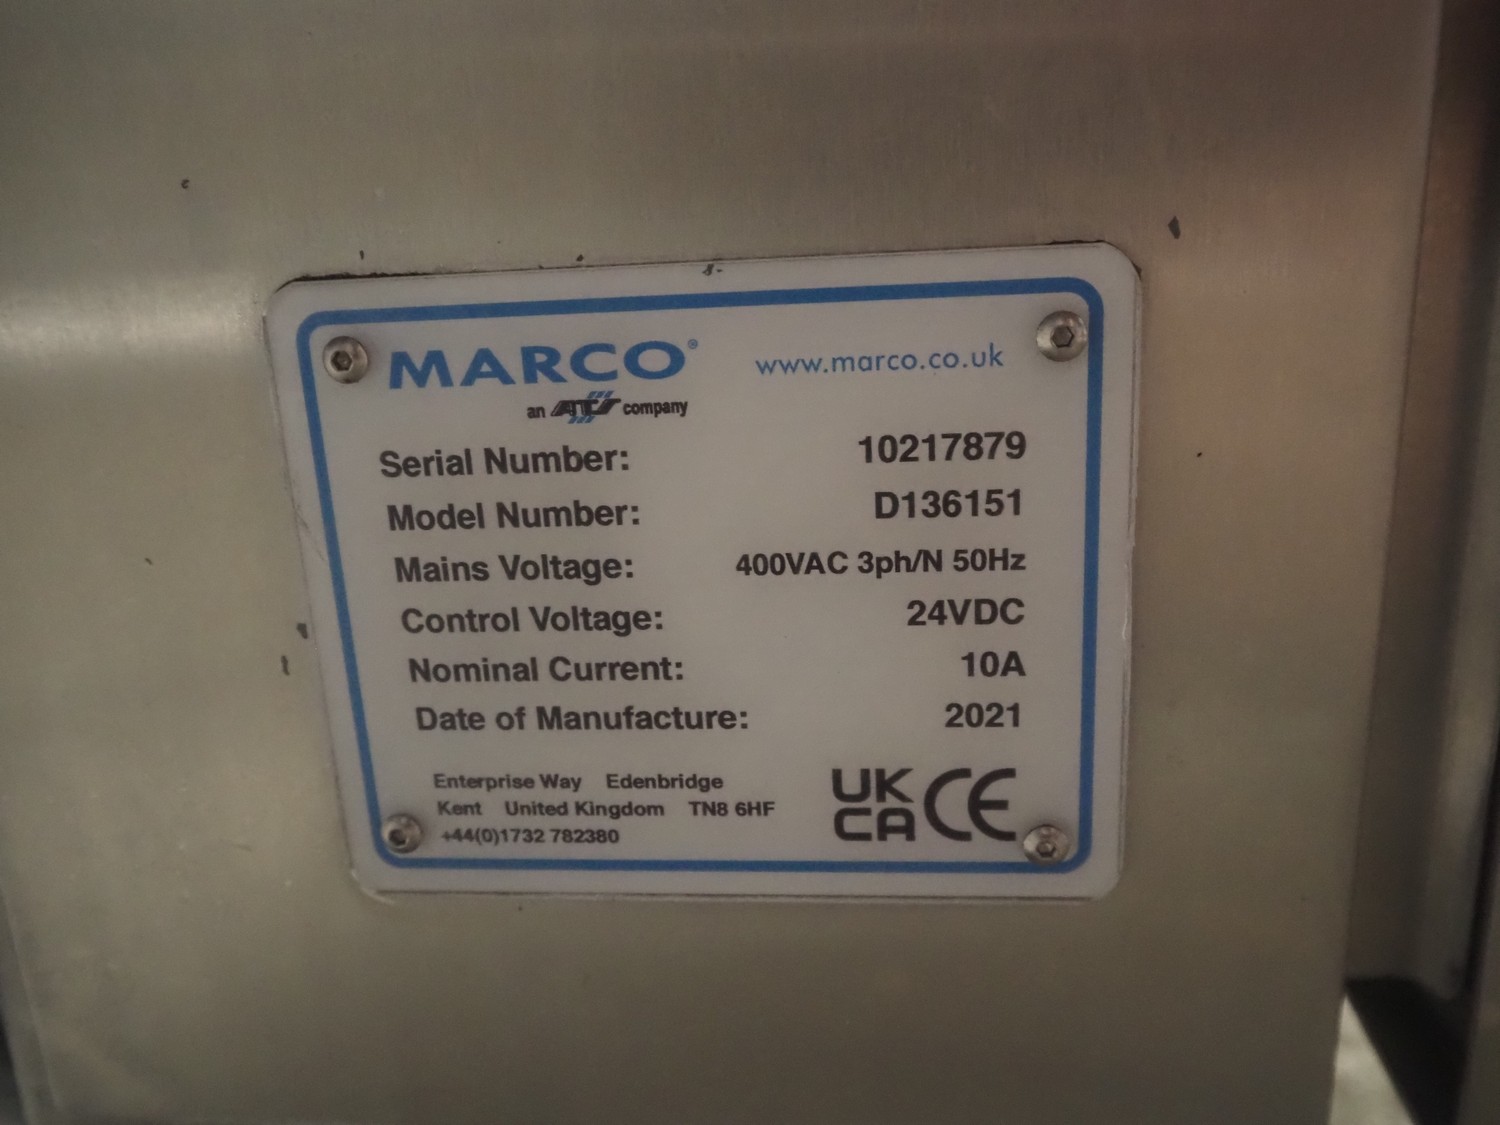 MARCO®
www.marco.co.uk
an ATS company
Serial Number: 10217879
Model Number: D136151
Mains Voltage: 400VAC 3ph/N 50Hz
Control Voltage: 24VDC
Nominal Current: 10A
Date of Manufacture: 2021
Enterprise Way Edenbridge
Kent United Kingdom TN8 6HF
+44(0)1732 782380
UK
CA CE